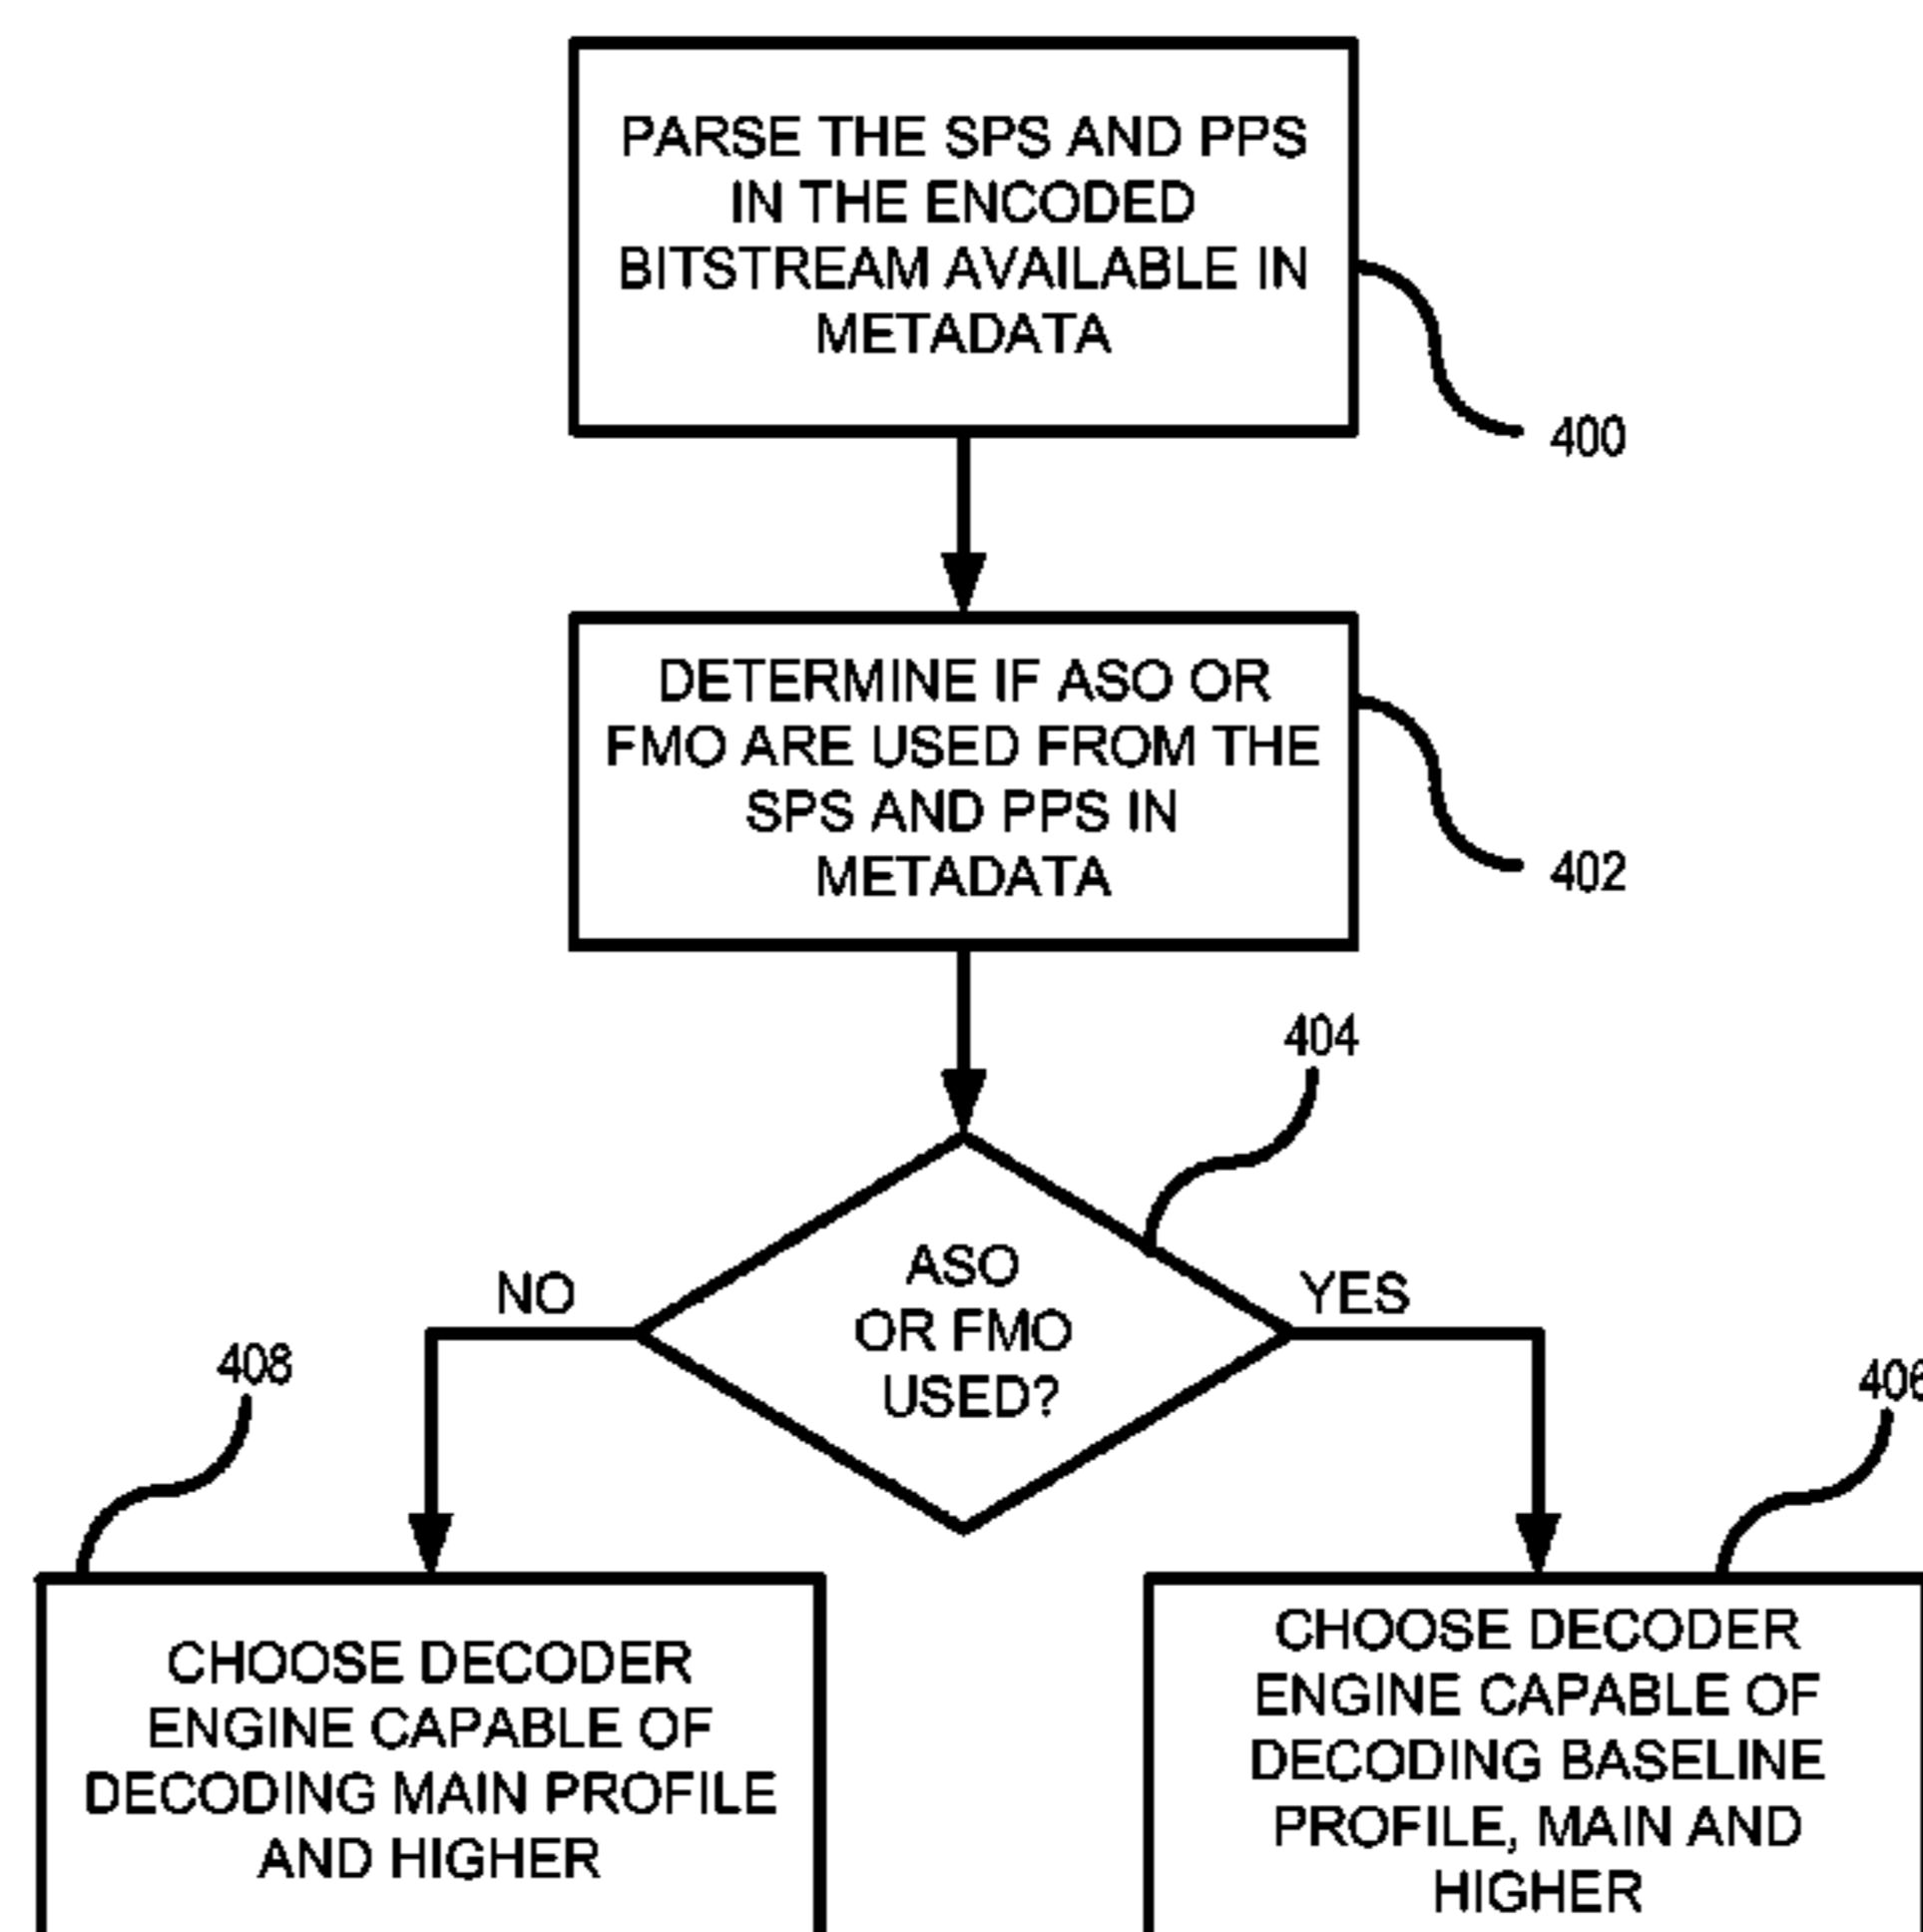 PARSE THE SPS AND PPS
IN THE ENCODED
BITSTREAM AVAILABLE IN
METADATA
400
DETERMINE IF ASO OR
FMO ARE USED FROM THE
SPS AND PPS IN
METADATA
402
404
ASO
OR FMO
USED?
NO
YES
408
406
CHOOSE DECODER
ENGINE CAPABLE OF
DECODING MAIN PROFILE
AND HIGHER
CHOOSE DECODER
ENGINE CAPABLE OF
DECODING BASELINE
PROFILE, MAIN AND
HIGHER